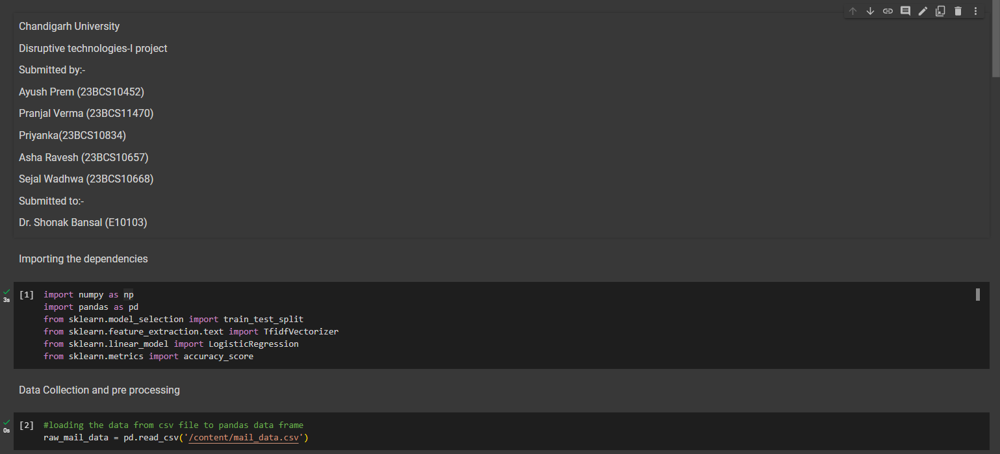 Chandigarh University
Disruptive technologies-I project
Submitted by:-
Ayush Prem (23BCS10452)
Pranjal Verma (23BCS11470)
Priyanka(23BCS10834)
Asha Ravesh (23BCS10657)
Sejal Wadhwa (23BCS10668)
Submitted to:-
Dr. Shonak Bansal (E10103)
Importing the dependencies
[1] import numpy as np
3s
import pandas as pd
from sklearn.model_selection import train_test_split
from sklearn.feature_extraction.text import TfidfVectorizer
from sklearn.linear_model import LogisticRegression
from sklearn.metrics import accuracy_score
Data Collection and pre processing
[2] #loading the data from csv file to pandas data frame
0s
raw_mail_data = pd.read_csv('/content/mail_data.csv')